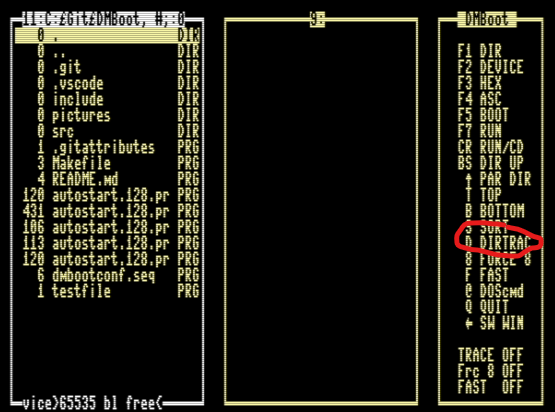 11:C:£Git£DMBoot, #;:0
0 . DIR
0 .. DIR
0 .git DIR
0 .vscode DIR
0 include DIR
0 pictures DIR
0 src DIR
1 .gitattributes PRG
3 Makefile PRG
4 README.md PRG
120 autostart.128.pr PRG
431 autostart.128.pr PRG
106 autostart.128.pr PRG
113 autostart.128.pr PRG
120 autostart.128.pr PRG
6 dmbootconf.seq PRG
1 testfile PRG
vice>65535 bl free<
9:
DMBoot
F1 DIR
F2 DEVICE
F3 HEX
F4 ASC
F5 BOOT
F7 RUN
CR RUN/CD
BS DIR UP
↑ PAR DIR
T TOP
B BOTTOM
S SORT
D DIRTRAC
8 FORCE 8
F FAST
@ DOScmd
Q QUIT
← SW WIN
TRACE OFF
Frc 8 OFF
FAST OFF